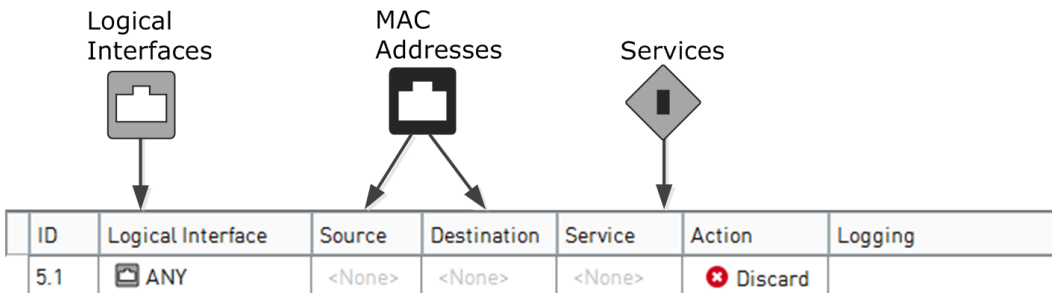 Logical
Interfaces
MAC
Addresses
Services
ID Logical Interface Source Destination Service Action Logging
5.1 ANY <None> <None> <None> Discard